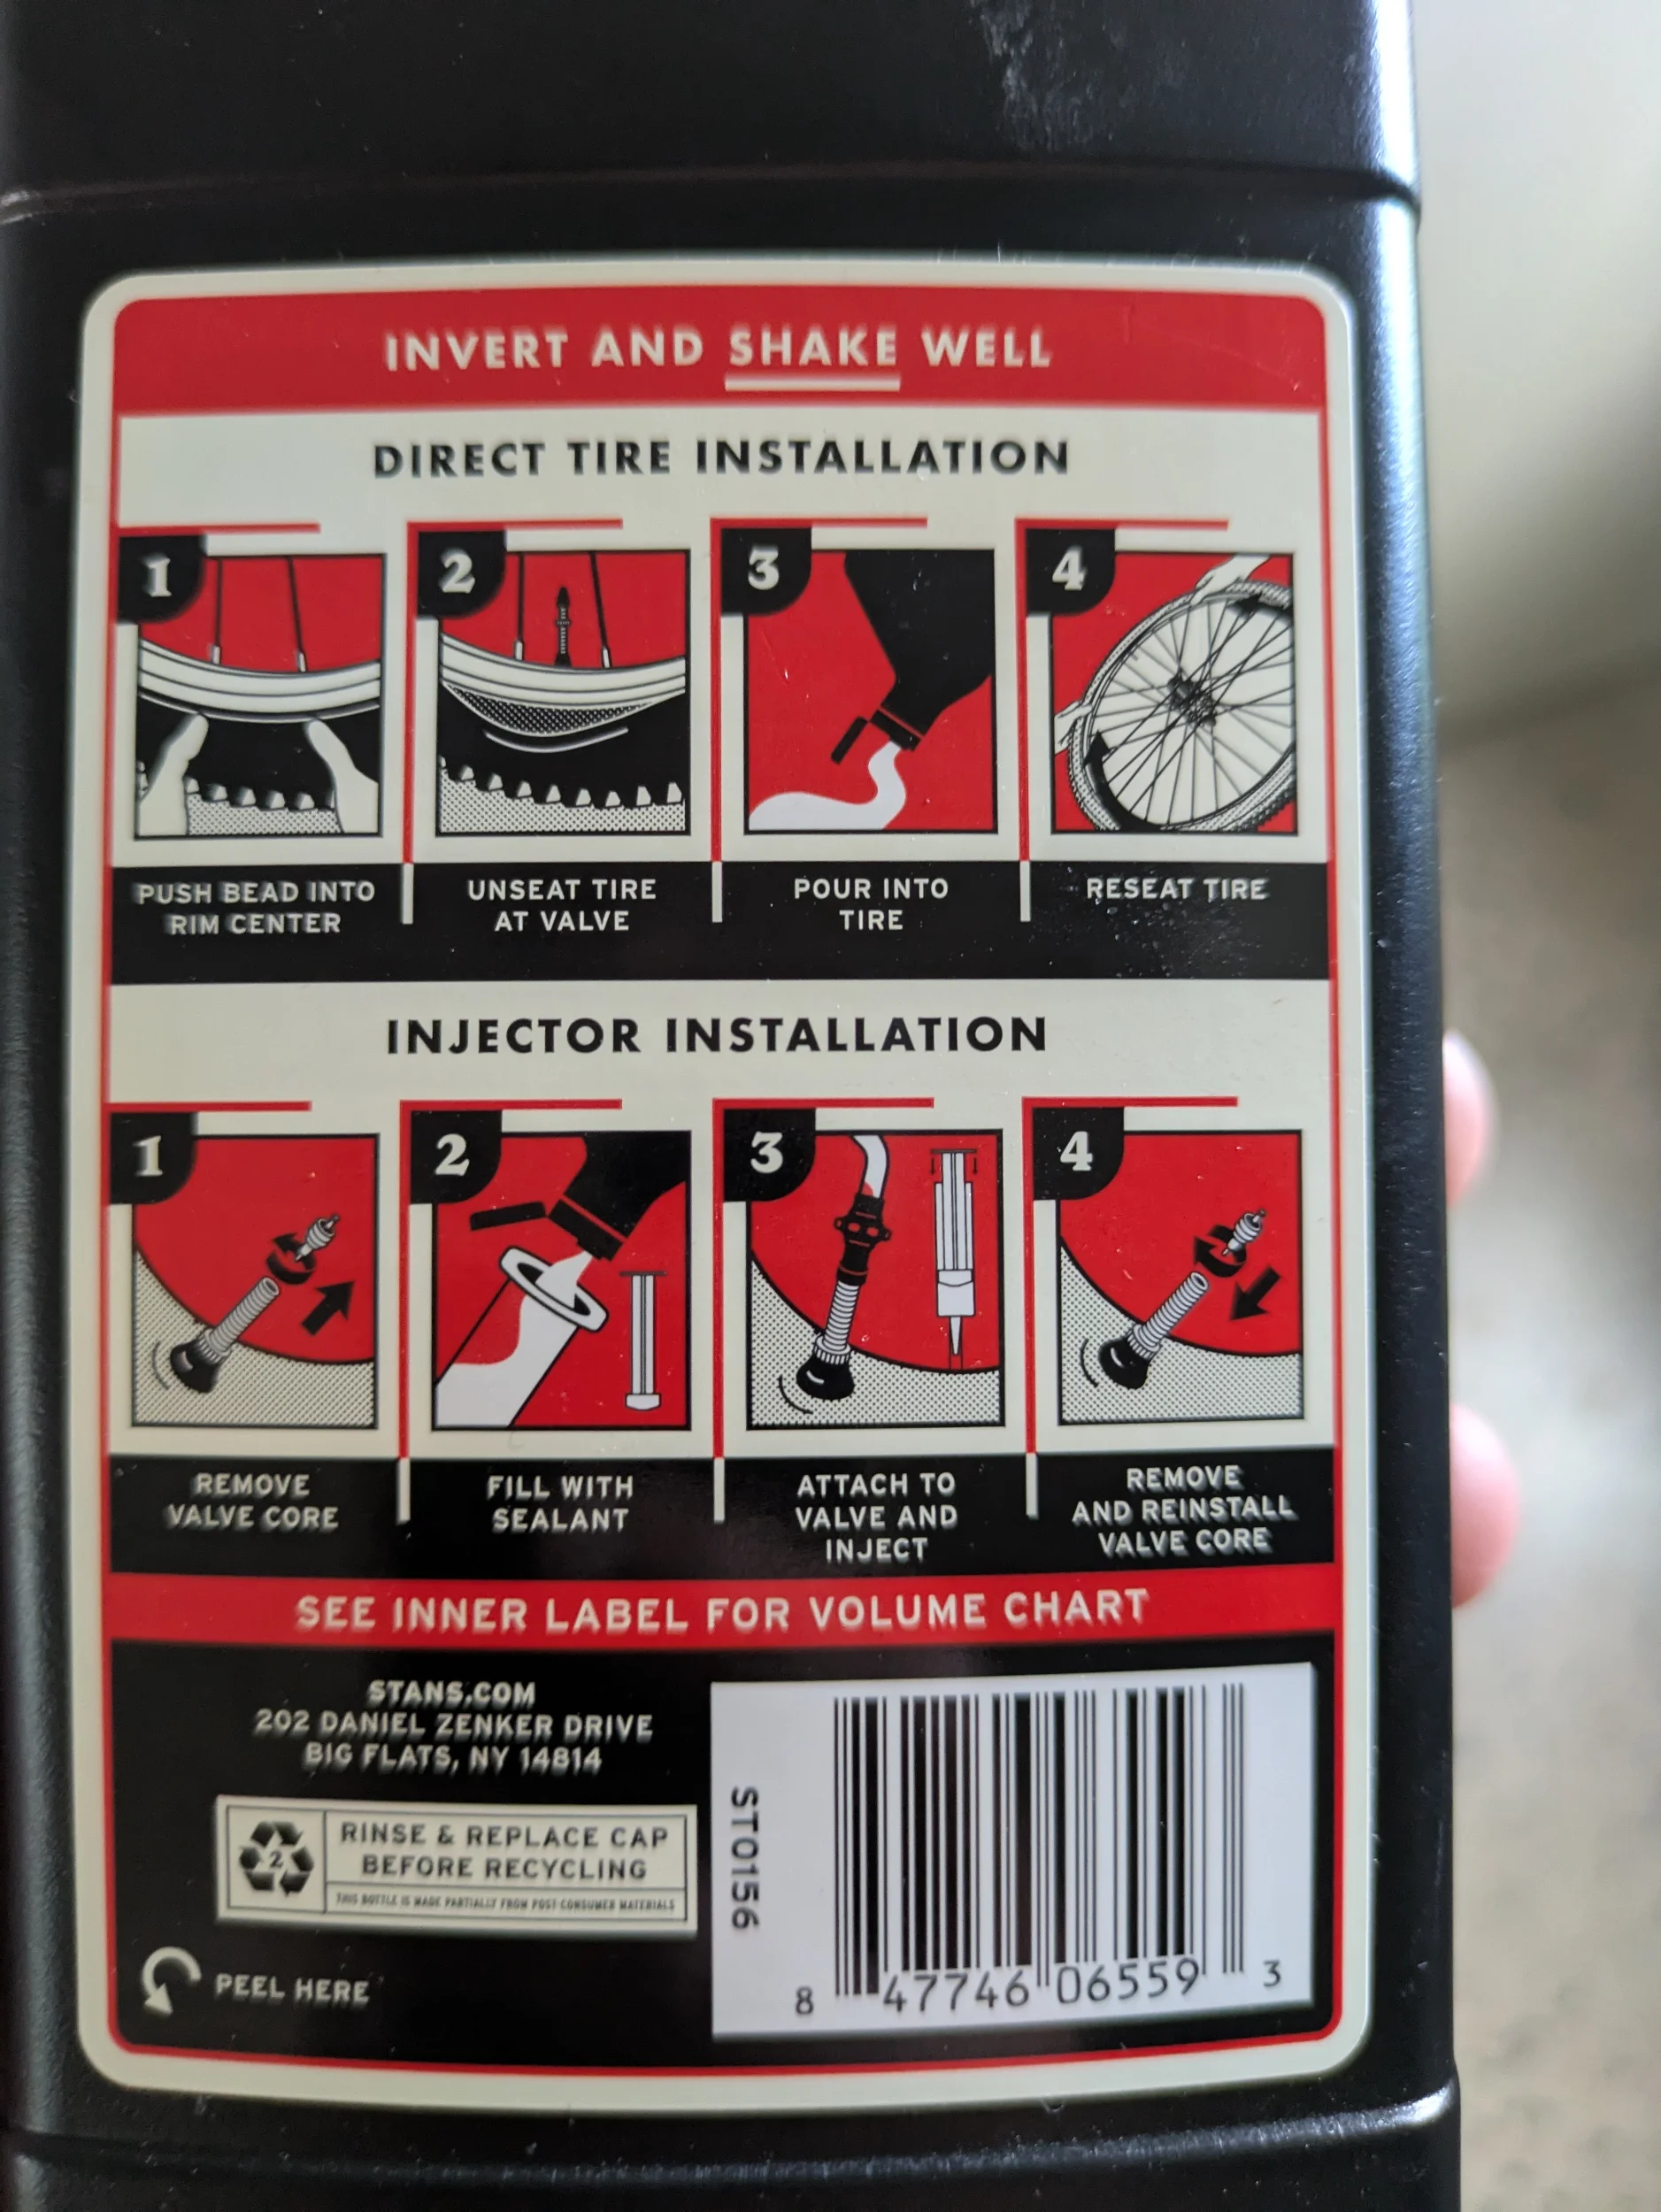 INVERT AND SHAKE WELL
DIRECT TIRE INSTALLATION
1
2
3
4
PUSH BEAD INTO
RIM CENTER
UNSEAT TIRE
AT VALVE
POUR INTO
TIRE
RESEAT TIRE
INJECTOR INSTALLATION
1
2
3
4
REMOVE
VALVE CORE
FILL WITH
SEALANT
ATTACH TO
VALVE AND
INJECT
REMOVE
AND REINSTALL
VALVE CORE
SEE INNER LABEL FOR VOLUME CHART
STANS.COM
202 DANIEL ZENKER DRIVE
BIG FLATS, NY 14814
2
RINSE & REPLACE CAP
BEFORE RECYCLING
THIS BOTTLE IS MADE PARTIALLY FROM POST-CONSUMER MATERIALS
PEEL HERE
ST0156
8 47746 06559 3